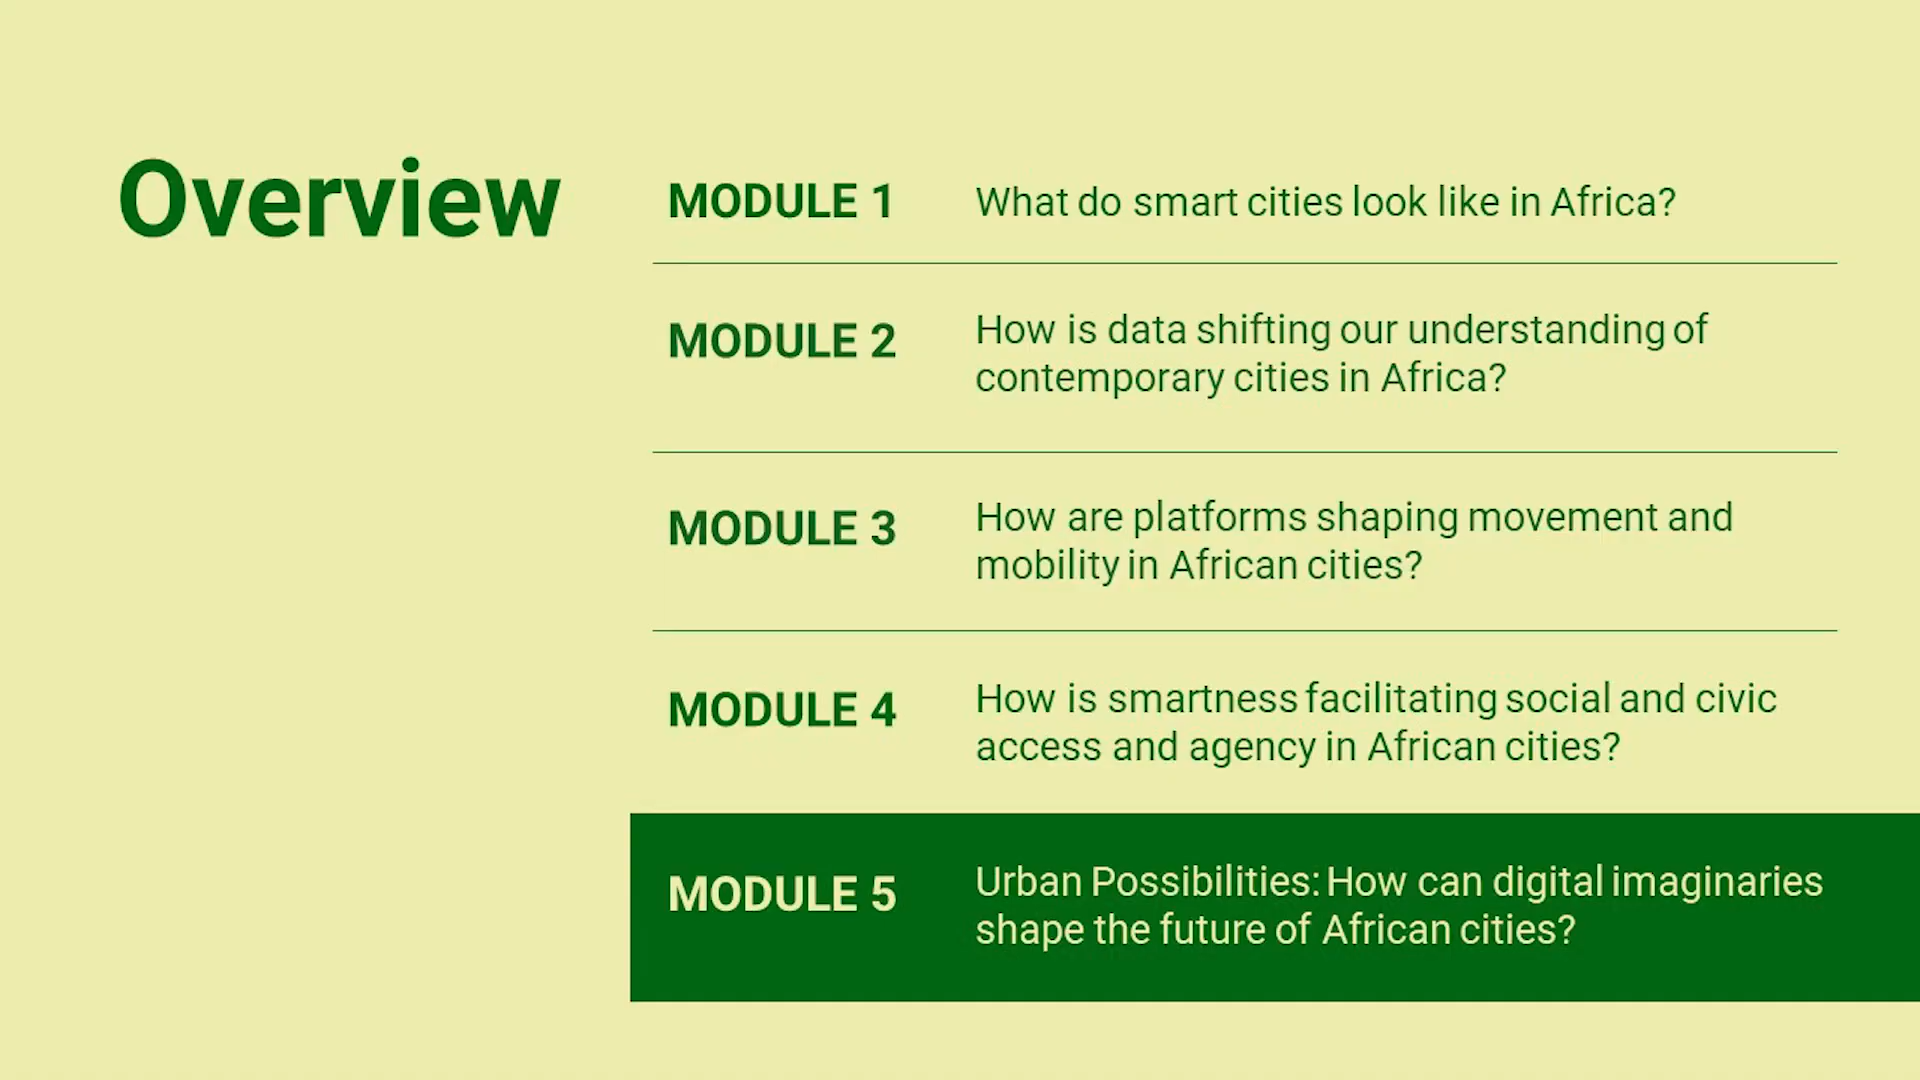 Overview
MODULE 1
What do smart cities look like in Africa?
MODULE 2
How is data shifting our understanding of
contemporary cities in Africa?
MODULE 3
How are platforms shaping movement and
mobility in African cities?
MODULE 4
How is smartness facilitating social and civic
access and agency in African cities?
MODULE 5
Urban Possibilities: How can digital imaginaries
shape the future of African cities?